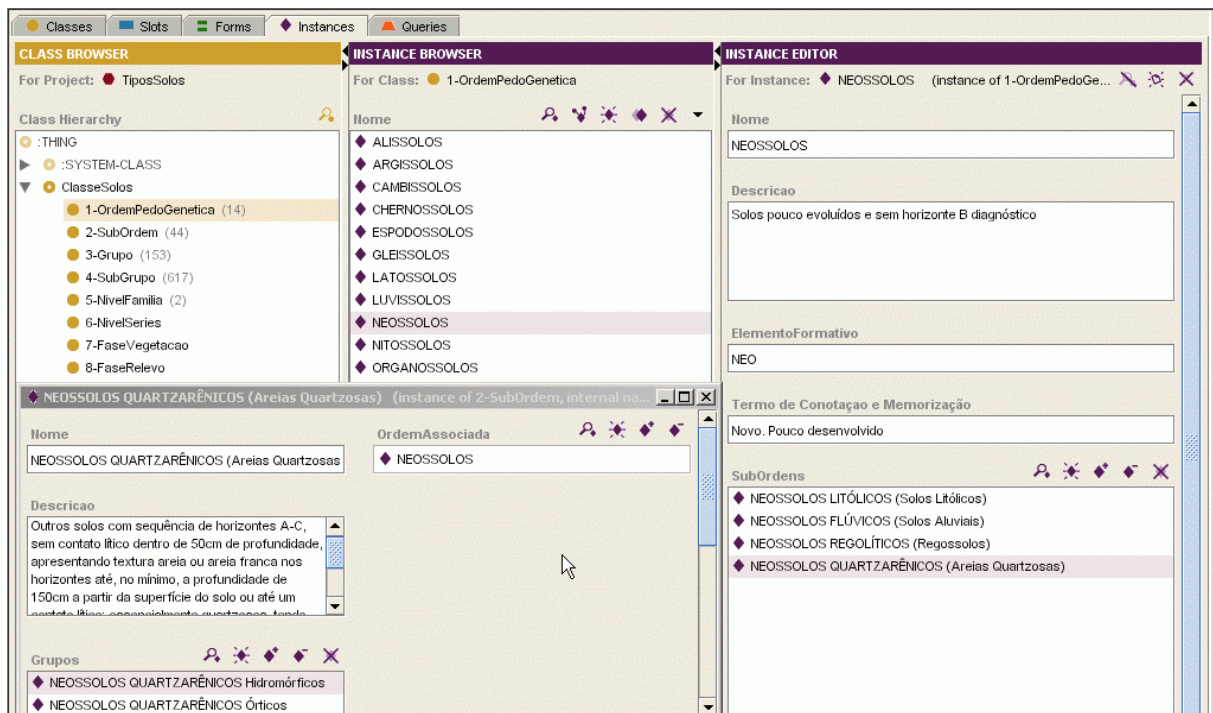 Classes Slots Forms Instances Queries
CLASS BROWSER
For Project: TiposSolos
Class Hierarchy
:THING
:SYSTEM-CLASS
ClasseSolos
1-OrdemPedoGenetica (14)
2-SubOrdem (44)
3-Grupo (153)
4-SubGrupo (617)
5-NivelFamilia (2)
6-NivelSeries
7-FaseVegetacao
8-FaseRelevo
INSTANCE BROWSER
For Class: 1-OrdemPedoGenetica
Nome
ALISSOLOS
ARGISSOLOS
CAMBISSOLOS
CHERNOSSOLOS
ESPODOSSOLOS
GLEISSOLOS
LATOSSOLOS
LUVISSOLOS
NEOSSOLOS
NITOSSOLOS
ORGANOSSOLOS
INSTANCE EDITOR
For Instance: NEOSSOLOS (instance of 1-OrdemPedoGe...
Nome
NEOSSOLOS
Descricao
Solos pouco evoluídos e sem horizonte B diagnóstico
ElementoFormativo
NEO
Termo de Conotaçao e Memorização
Novo. Pouco desenvolvido
SubOrdens
NEOSSOLOS LITÓLICOS (Solos Litólicos)
NEOSSOLOS FLÚVICOS (Solos Aluviais)
NEOSSOLOS REGOLÍTICOS (Regossolos)
NEOSSOLOS QUARTZARÊNICOS (Areias Quartzosas)
NEOSSOLOS QUARTZARÊNICOS (Areias Quartzosas) (instance of 2-SubOrdem, internal na...
Nome
NEOSSOLOS QUARTZARÊNICOS (Areias Quartzosas
OrdemAssociada
NEOSSOLOS
Descricao
Outros solos com sequência de horizontes A-C,
sem contato lítico dentro de 50cm de profundidade,
apresentando textura areia ou areia franca nos
horizontes até, no mínimo, a profundidade de
150cm a partir da superfície do solo ou até um
contato lítico; essencialmente quartzosos, tendo
Grupos
NEOSSOLOS QUARTZARÊNICOS Hidromórficos
NEOSSOLOS QUARTZARÊNICOS Órticos